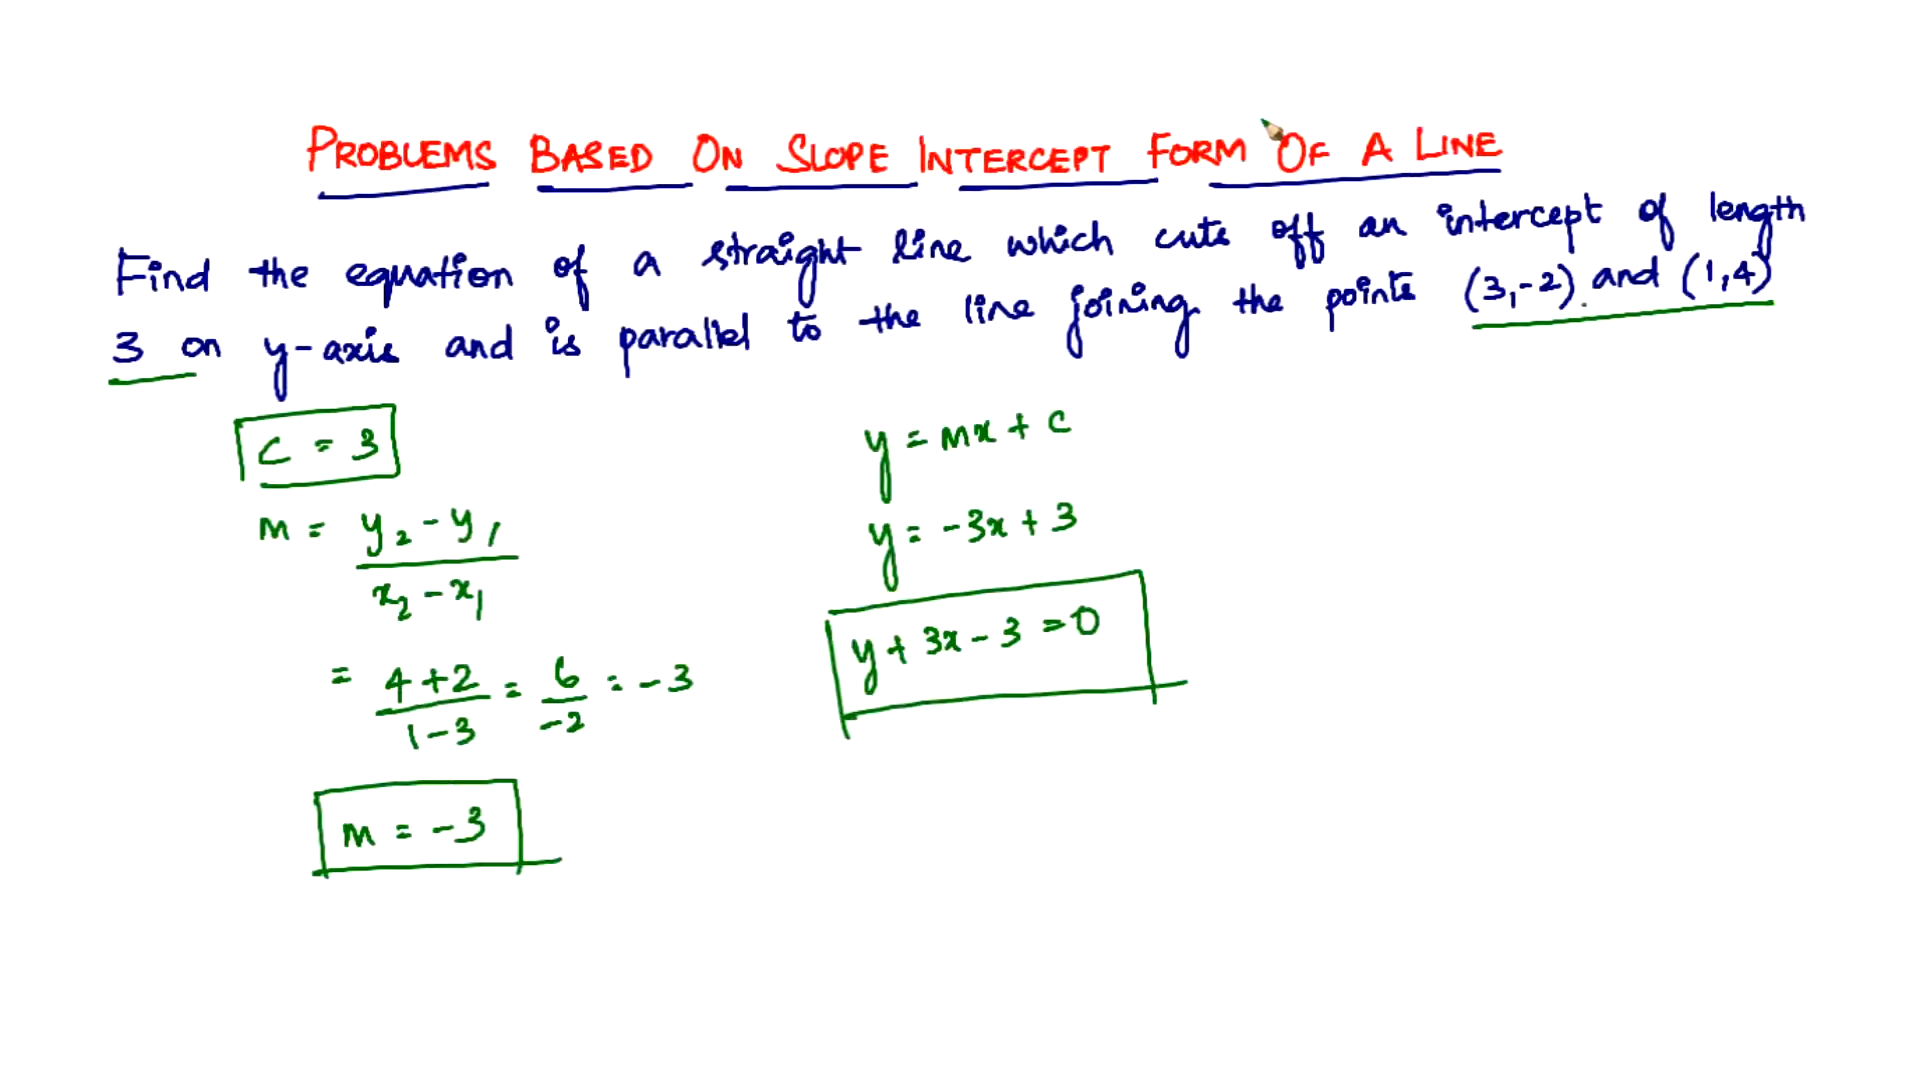 PROBLEMS BASED ON SLOPE INTERCEPT FORM OF A LINE
Find the equation of a straight line which cuts off an intercept of length
3 on y-axis and is parallel to the line joining the points (3,-2) and (1,4)
C = 3
m = y₂ - y₁ / x₂ - x₁
= 4+2 / 1-3 = 6 / -2 = -3
m = -3
y = mx + c
y = -3x + 3
y + 3x - 3 = 0